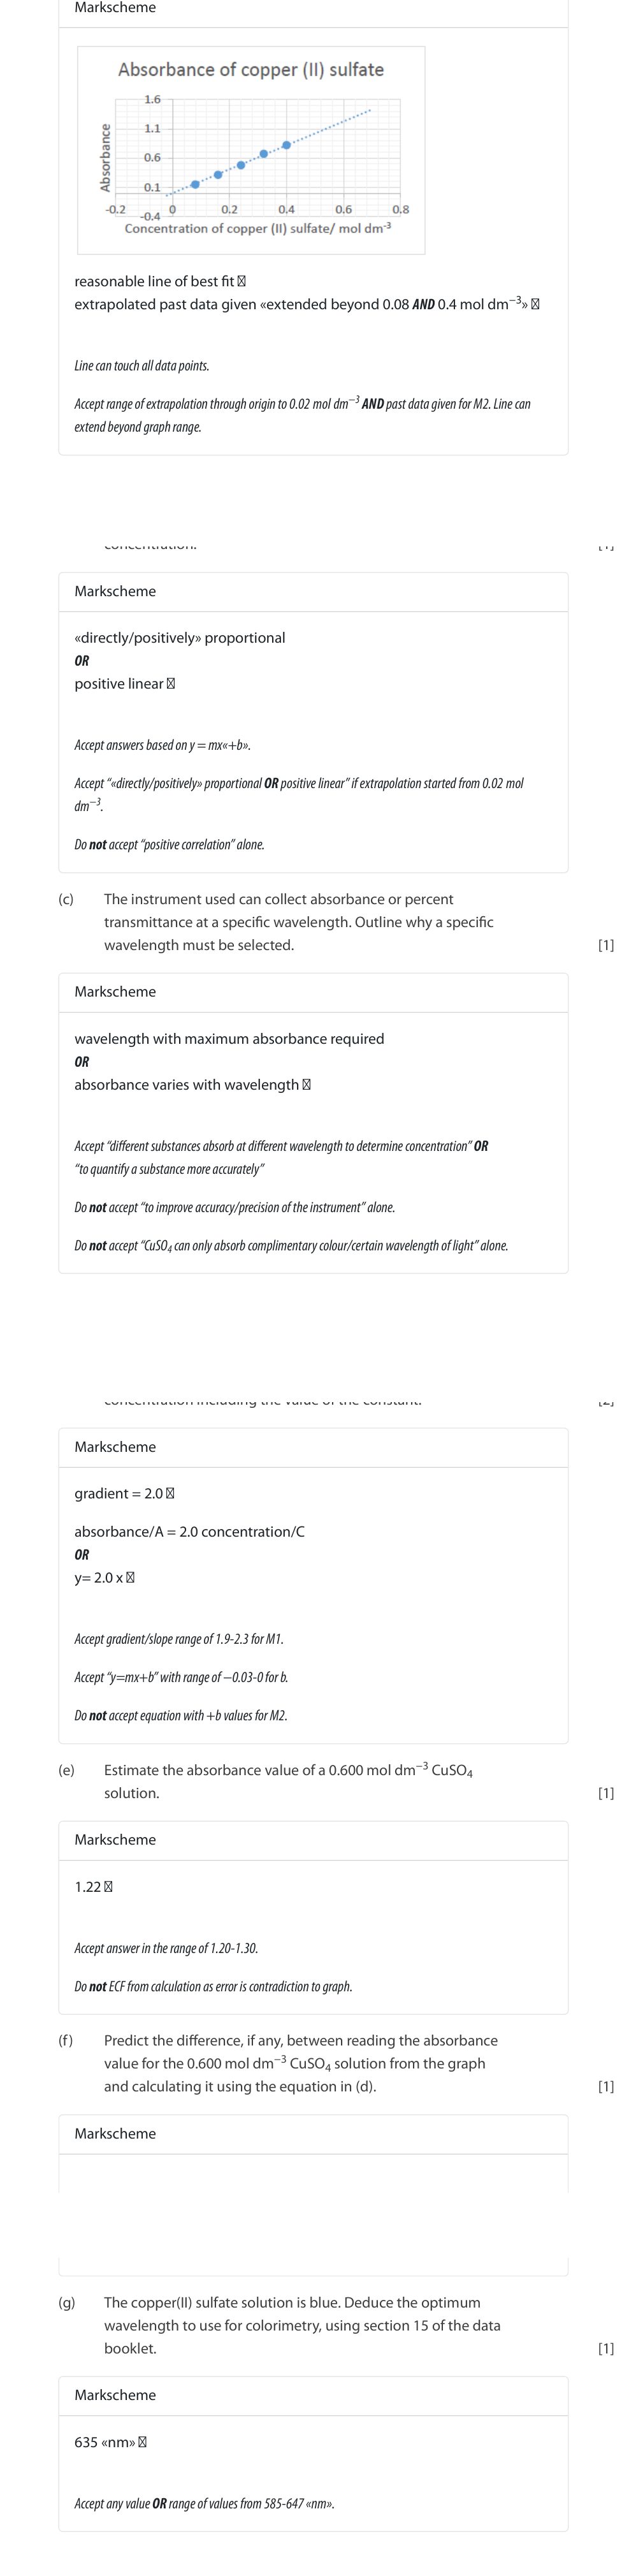 Markscheme
Absorbance of copper (II) sulfate
1.6
1.1
0.6
0.1
-0.4
-0.2
0
0.2
0.4
0.6
0.8
Absorbance
Concentration of copper (II) sulfate/ mol dm⁻³
reasonable line of best fit
extrapolated past data given «extended beyond 0.08 AND 0.4 mol dm⁻³»
Line can touch all data points.
Accept range of extrapolation through origin to 0.02 mol dm⁻³ AND past data given for M2. Line can
extend beyond graph range.
Markscheme
«directly/positively» proportional
OR
positive linear
Accept answers based on y = mx«+b».
Accept “«directly/positively» proportional OR positive linear” if extrapolation started from 0.02 mol
dm⁻³.
Do not accept “positive correlation” alone.
(c) The instrument used can collect absorbance or percent
transmittance at a specific wavelength. Outline why a specific
wavelength must be selected. [1]
Markscheme
wavelength with maximum absorbance required
OR
absorbance varies with wavelength
Accept “different substances absorb at different wavelength to determine concentration” OR
“to quantify a substance more accurately”
Do not accept “to improve accuracy/precision of the instrument” alone.
Do not accept “CuSO₄ can only absorb complimentary colour/certain wavelength of light” alone.
concentration including the value of the constant. [2]
Markscheme
gradient = 2.0
absorbance/A = 2.0 concentration/C
OR
y= 2.0 x
Accept gradient/slope range of 1.9-2.3 for M1.
Accept “y=mx+b” with range of −0.03-0 for b.
Do not accept equation with +b values for M2.
(e) Estimate the absorbance value of a 0.600 mol dm⁻³ CuSO₄
solution. [1]
Markscheme
1.22
Accept answer in the range of 1.20-1.30.
Do not ECF from calculation as error is contradiction to graph.
(f) Predict the difference, if any, between reading the absorbance
value for the 0.600 mol dm⁻³ CuSO₄ solution from the graph
and calculating it using the equation in (d). [1]
Markscheme
(g) The copper(II) sulfate solution is blue. Deduce the optimum
wavelength to use for colorimetry, using section 15 of the data
booklet. [1]
Markscheme
635 «nm»
Accept any value OR range of values from 585-647 «nm».